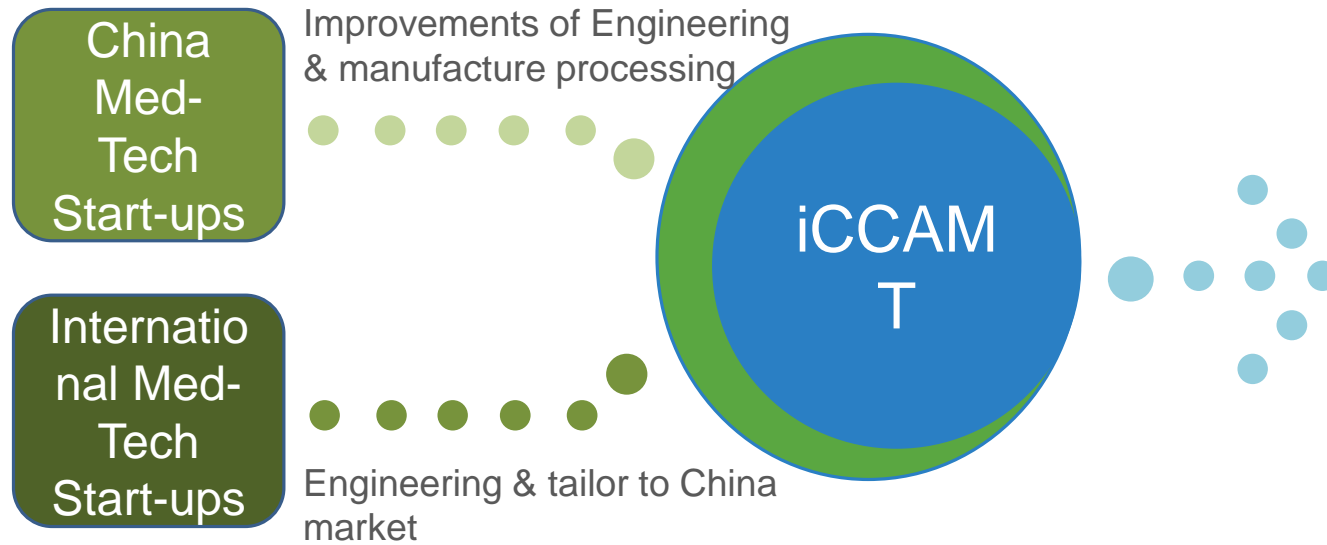 China
Med-
Tech
Start-ups
Improvements of Engineering
& manufacture processing
iCCAM
T
Internatio
nal Med-
Tech
Start-ups
Engineering & tailor to China
market